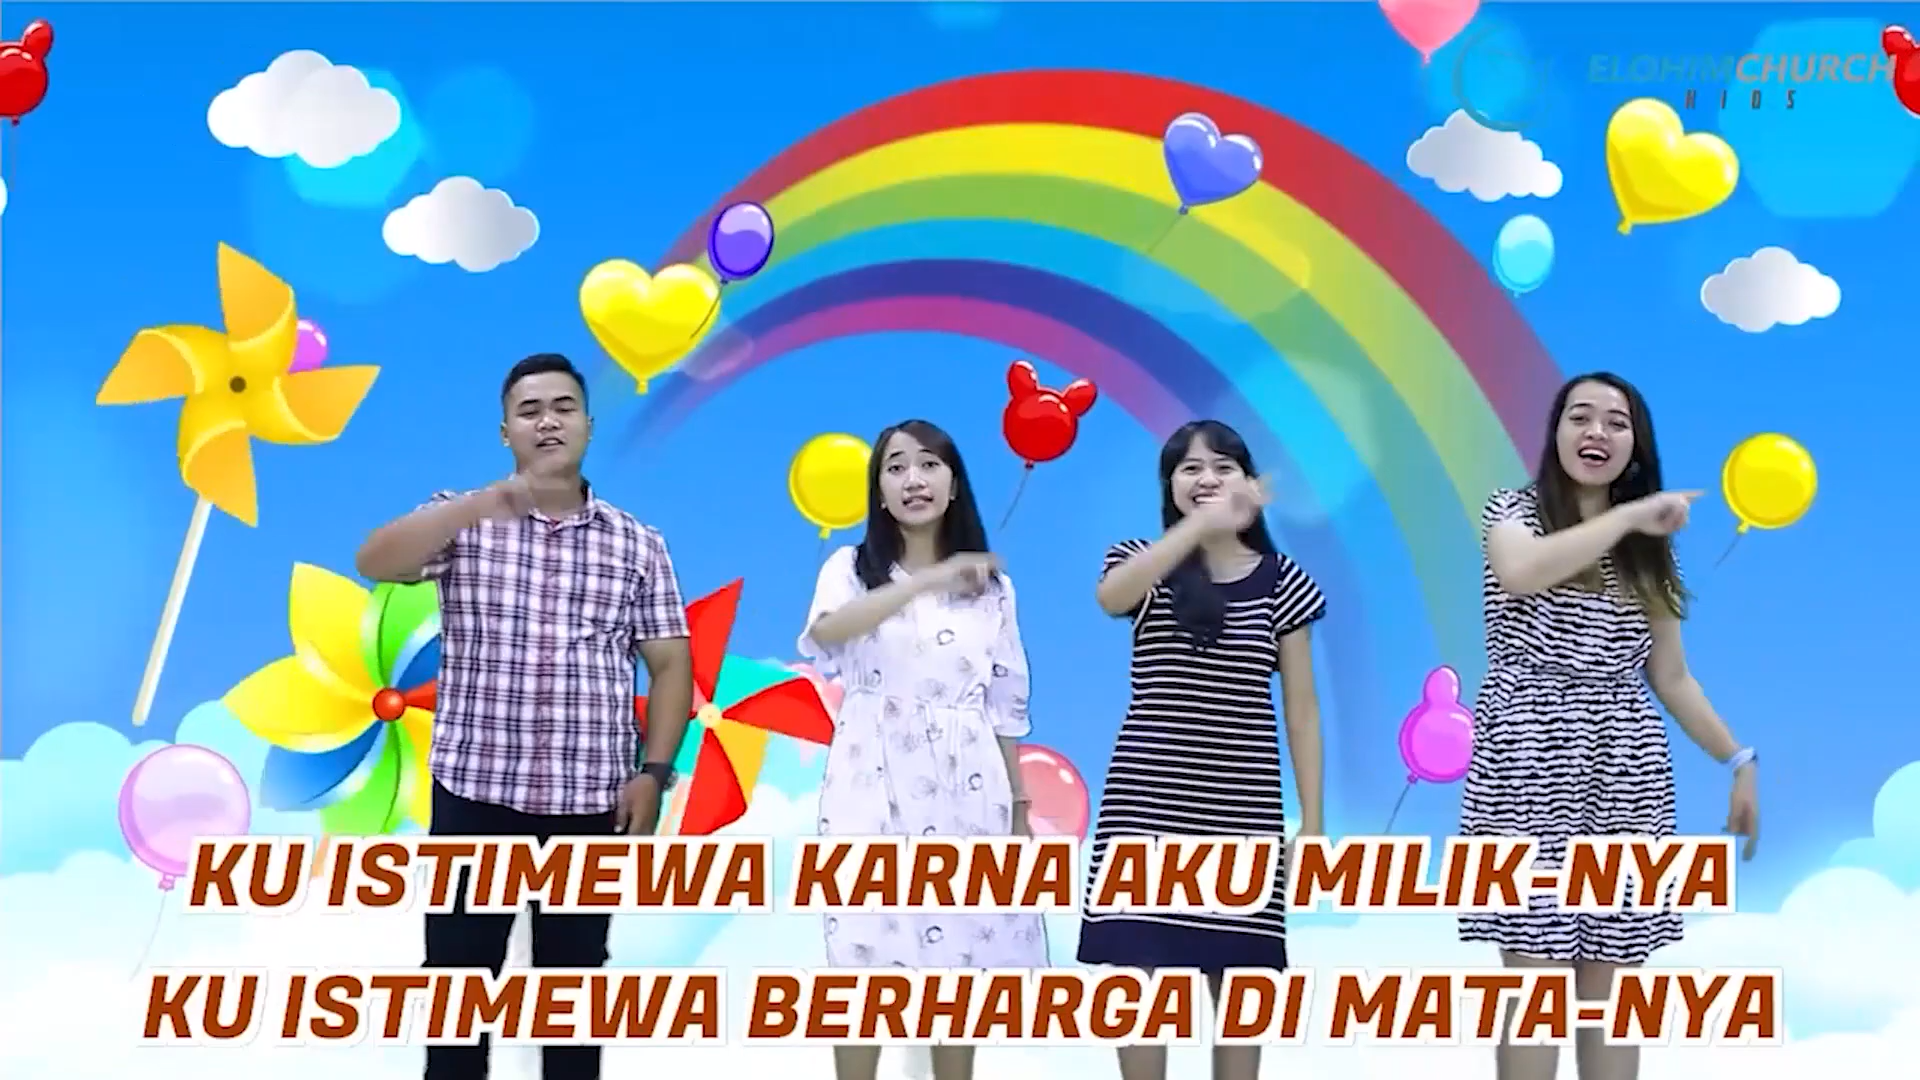 ELOHIMCHURCH
KIDS
KU ISTIMEWA KARNA AKU MILIK-NYA
KU ISTIMEWA BERHARGA DI MATA-NYA